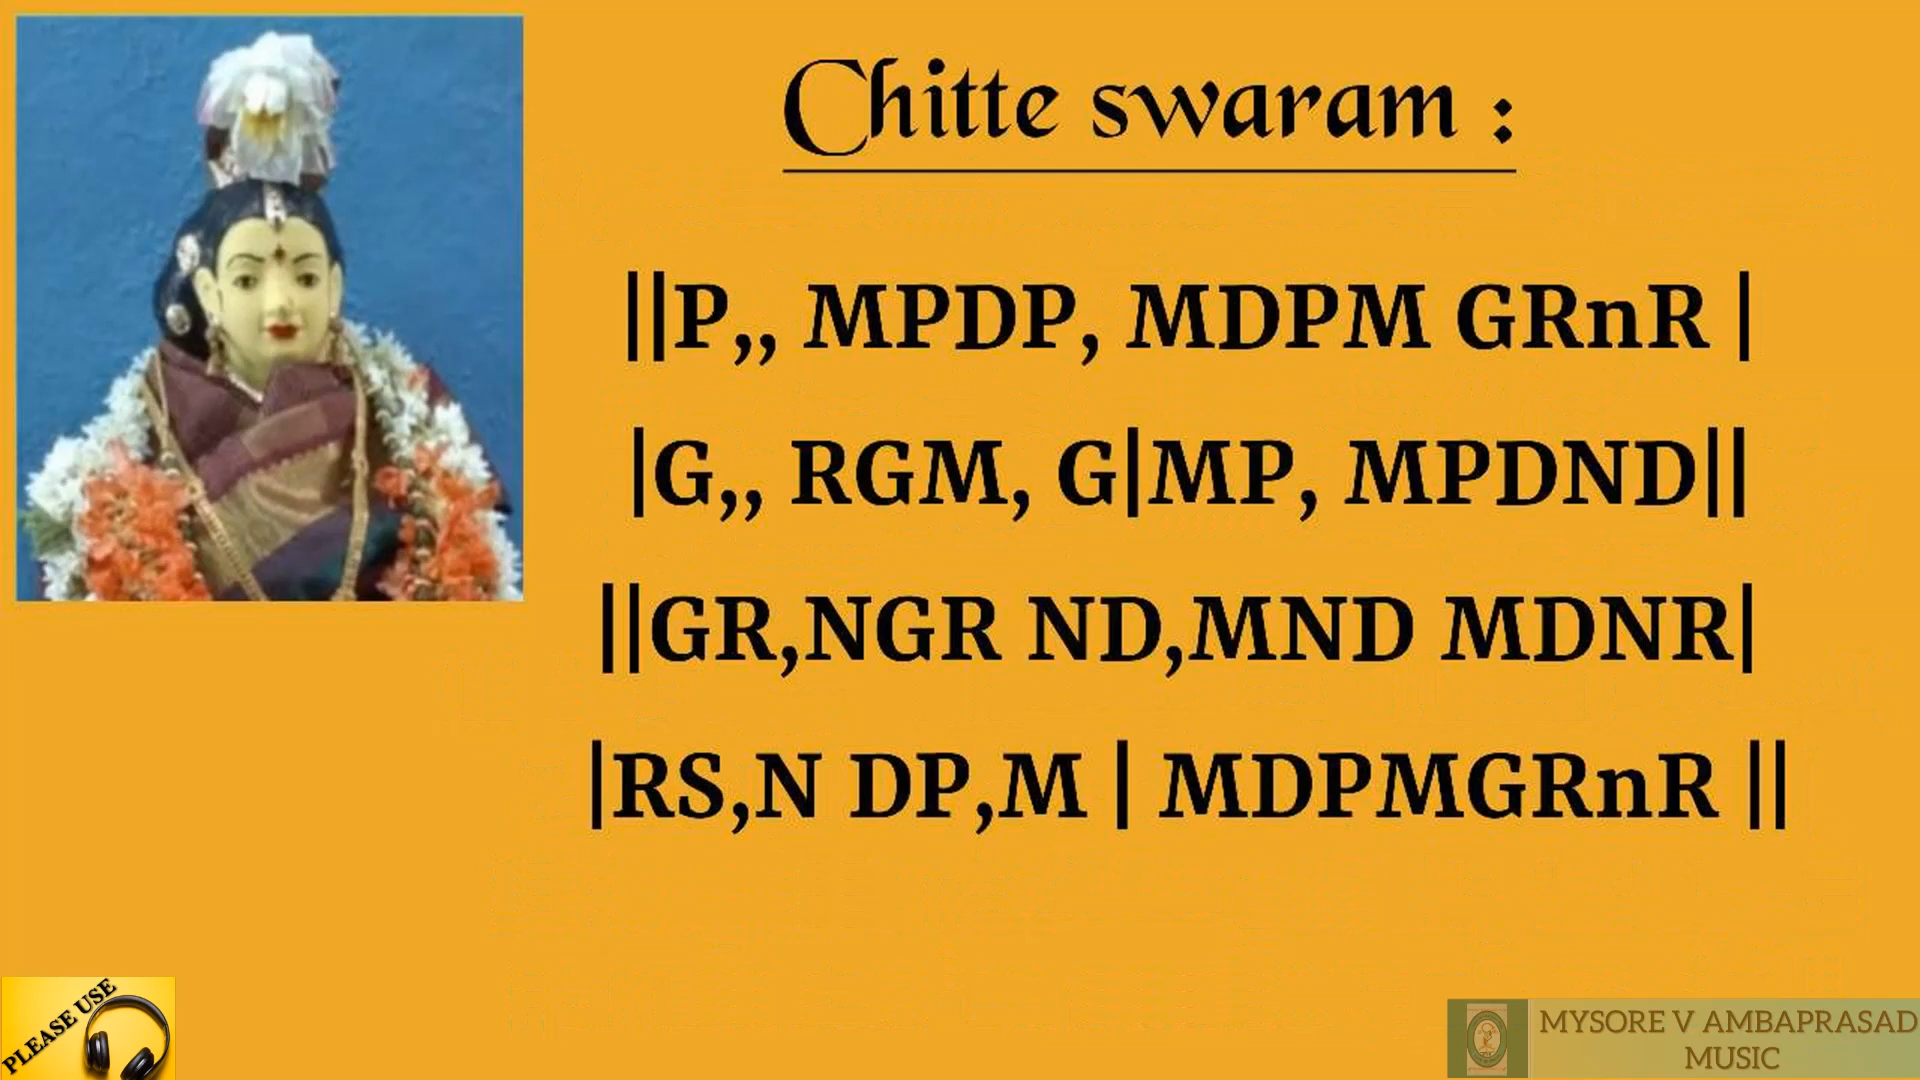 Chitte swaram :
||P,, MPDP, MDPM GRnR |
|G,, RGM, G|MP, MPDND||
||GR,NGR ND,MND MDNR|
|RS,N DP,M | MDPMGRnR ||
PLEASE USE
MYSORE V AMBAPRASAD
MUSIC